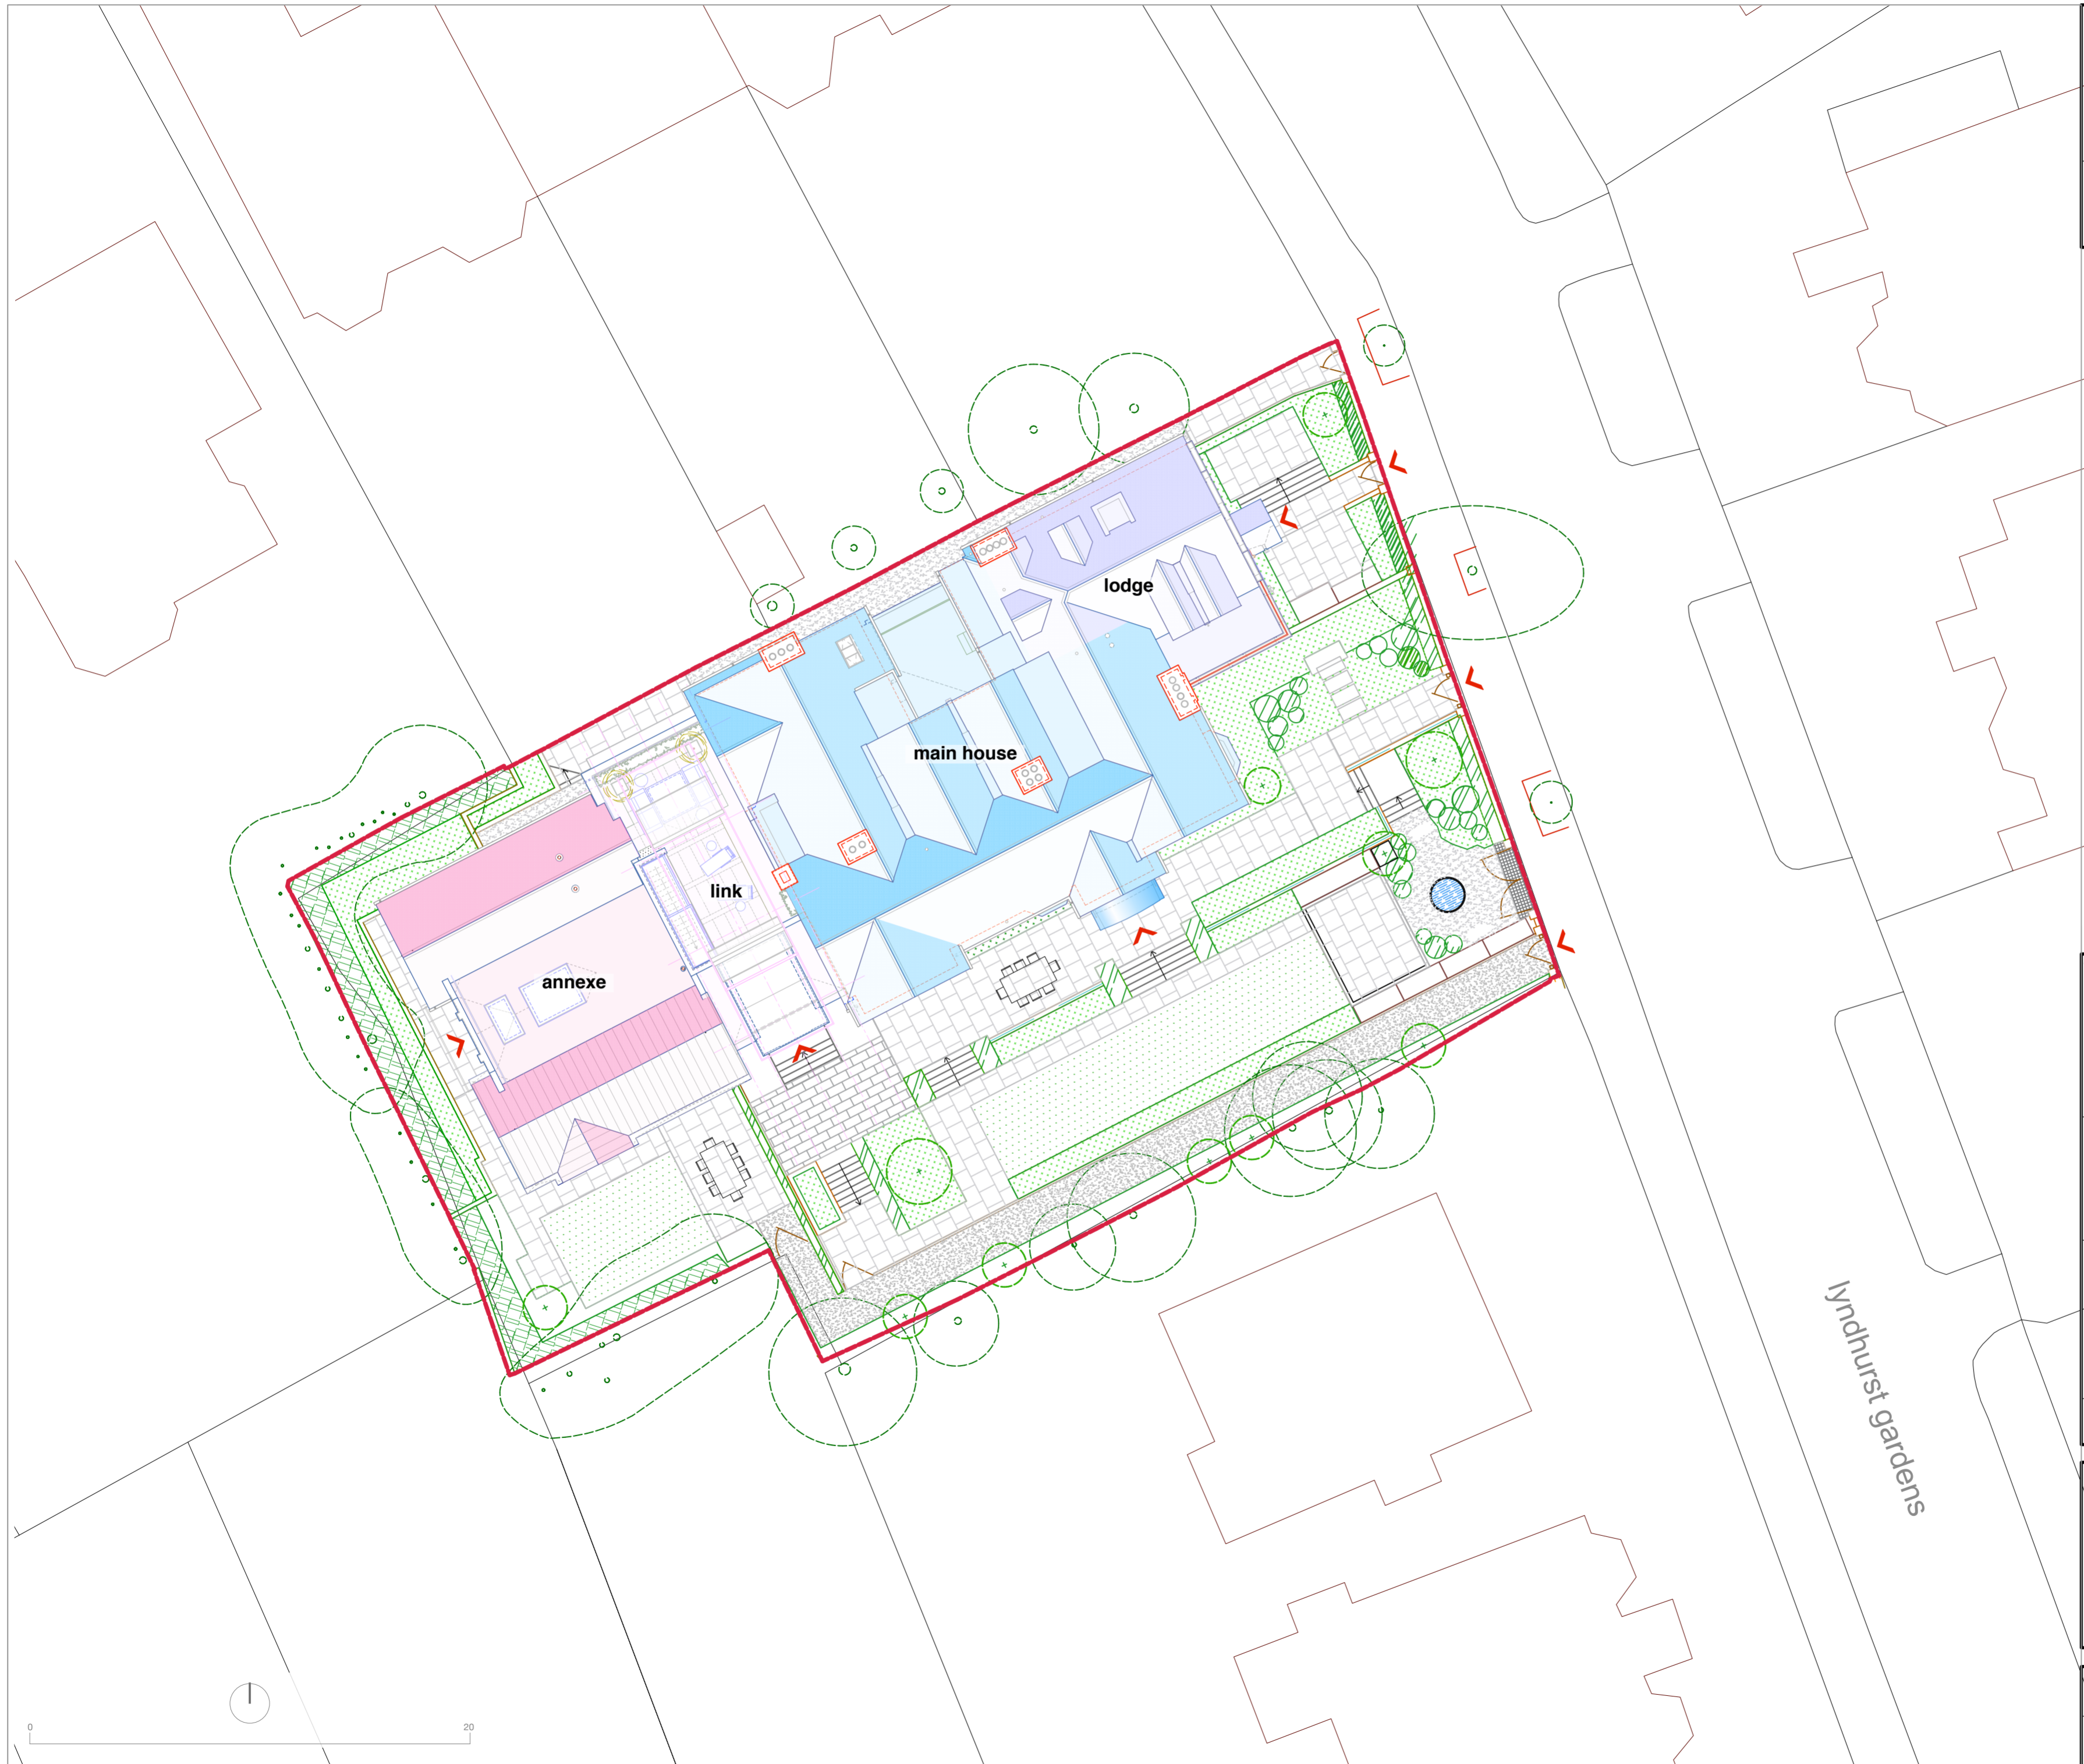 lodge
main house
link
annexe
lyndhurst gardens
0 20